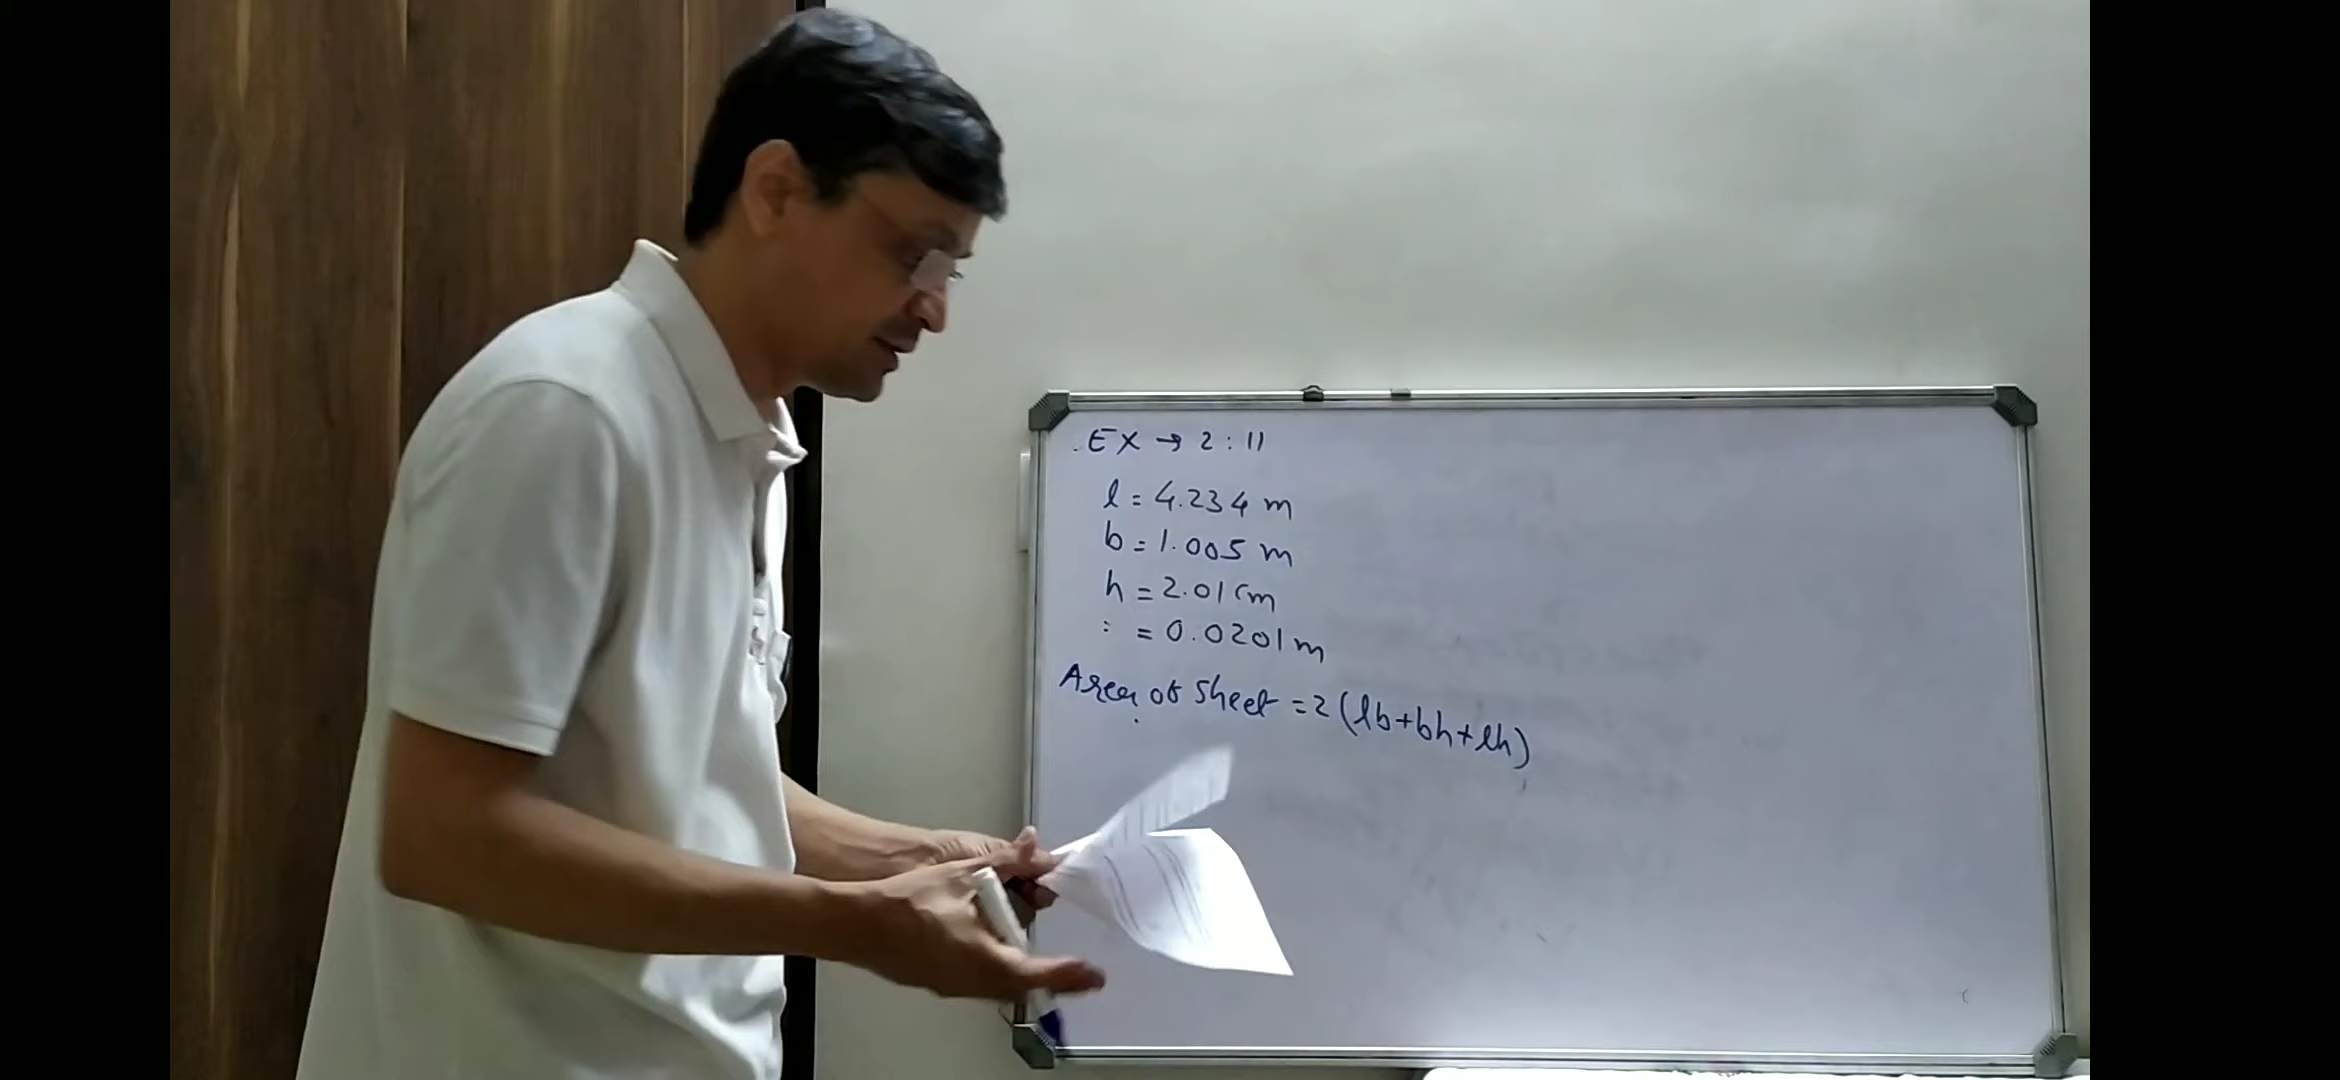 EX → 2 : 11
l = 4.234 m
b = 1.005 m
h = 2.01 cm
: = 0.0201 m
Area of Sheet = 2 (lb+bh+lh)